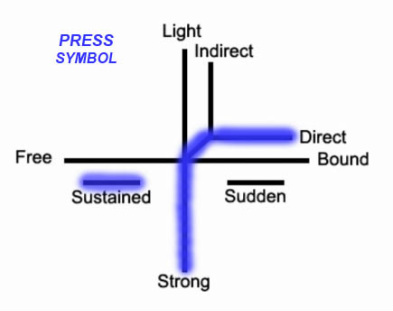 PRESS
SYMBOL
Light
Indirect
Direct
Free
Bound
Sustained
Sudden
Strong